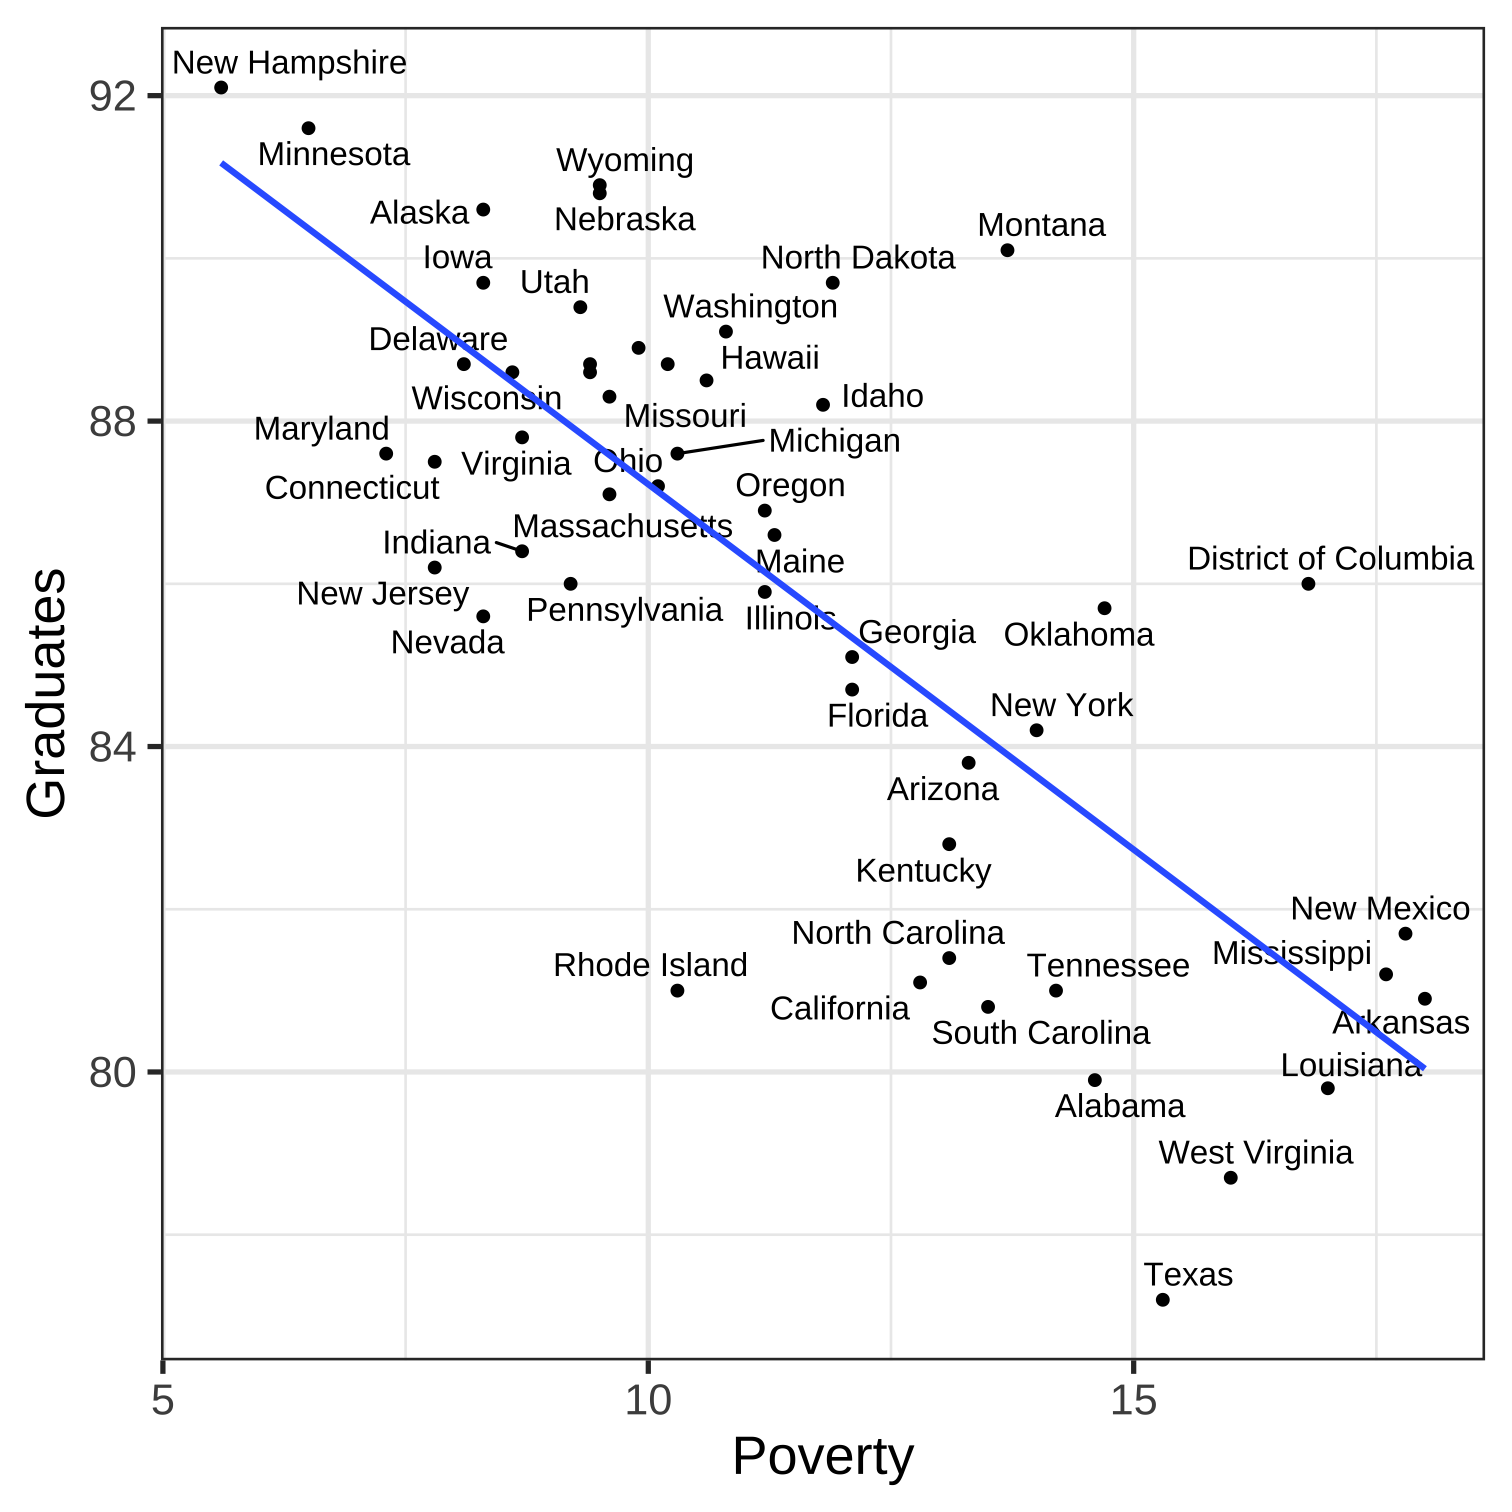 New Hampshire
92
Minnesota
Wyoming
Alaska
Nebraska
Montana
Iowa
North Dakota
Utah
Washington
Delaware
Hawaii
Wisconsin
Idaho
Missouri
88
Maryland
Michigan
Virginia
Ohio
Connecticut
Oregon
Massachusetts
Indiana
Maine
District of Columbia
New Jersey
Pennsylvania
Illinois
Georgia
Oklahoma
Nevada
New York
Florida
84
Arizona
Kentucky
New Mexico
North Carolina
Mississippi
Rhode Island
Tennessee
California
Arkansas
South Carolina
Louisiana
80
Alabama
West Virginia
Texas
5
10
15
Poverty
Graduates